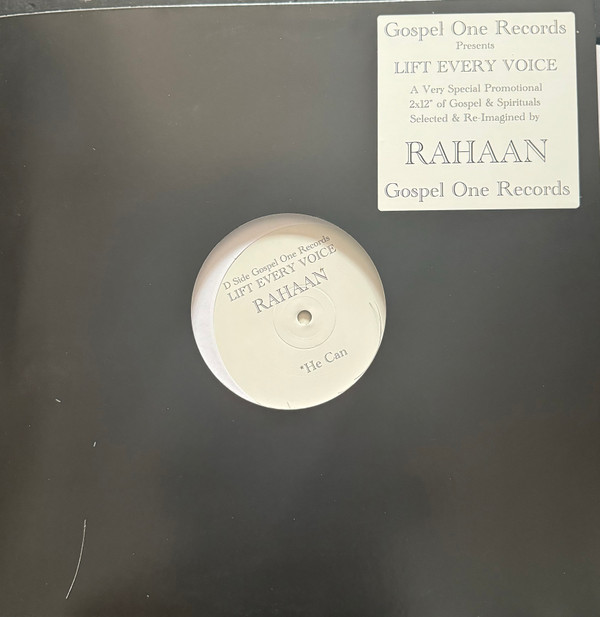 Gospel One Records
Presents
LIFT EVERY VOICE
A Very Special Promotional
2x12" of Gospel & Spirituals
Selected & Re-Imagined by
RAHAAN
Gospel One Records
D Side Gospel One Records
LIFT EVERY VOICE
RAHAAN
*He Can